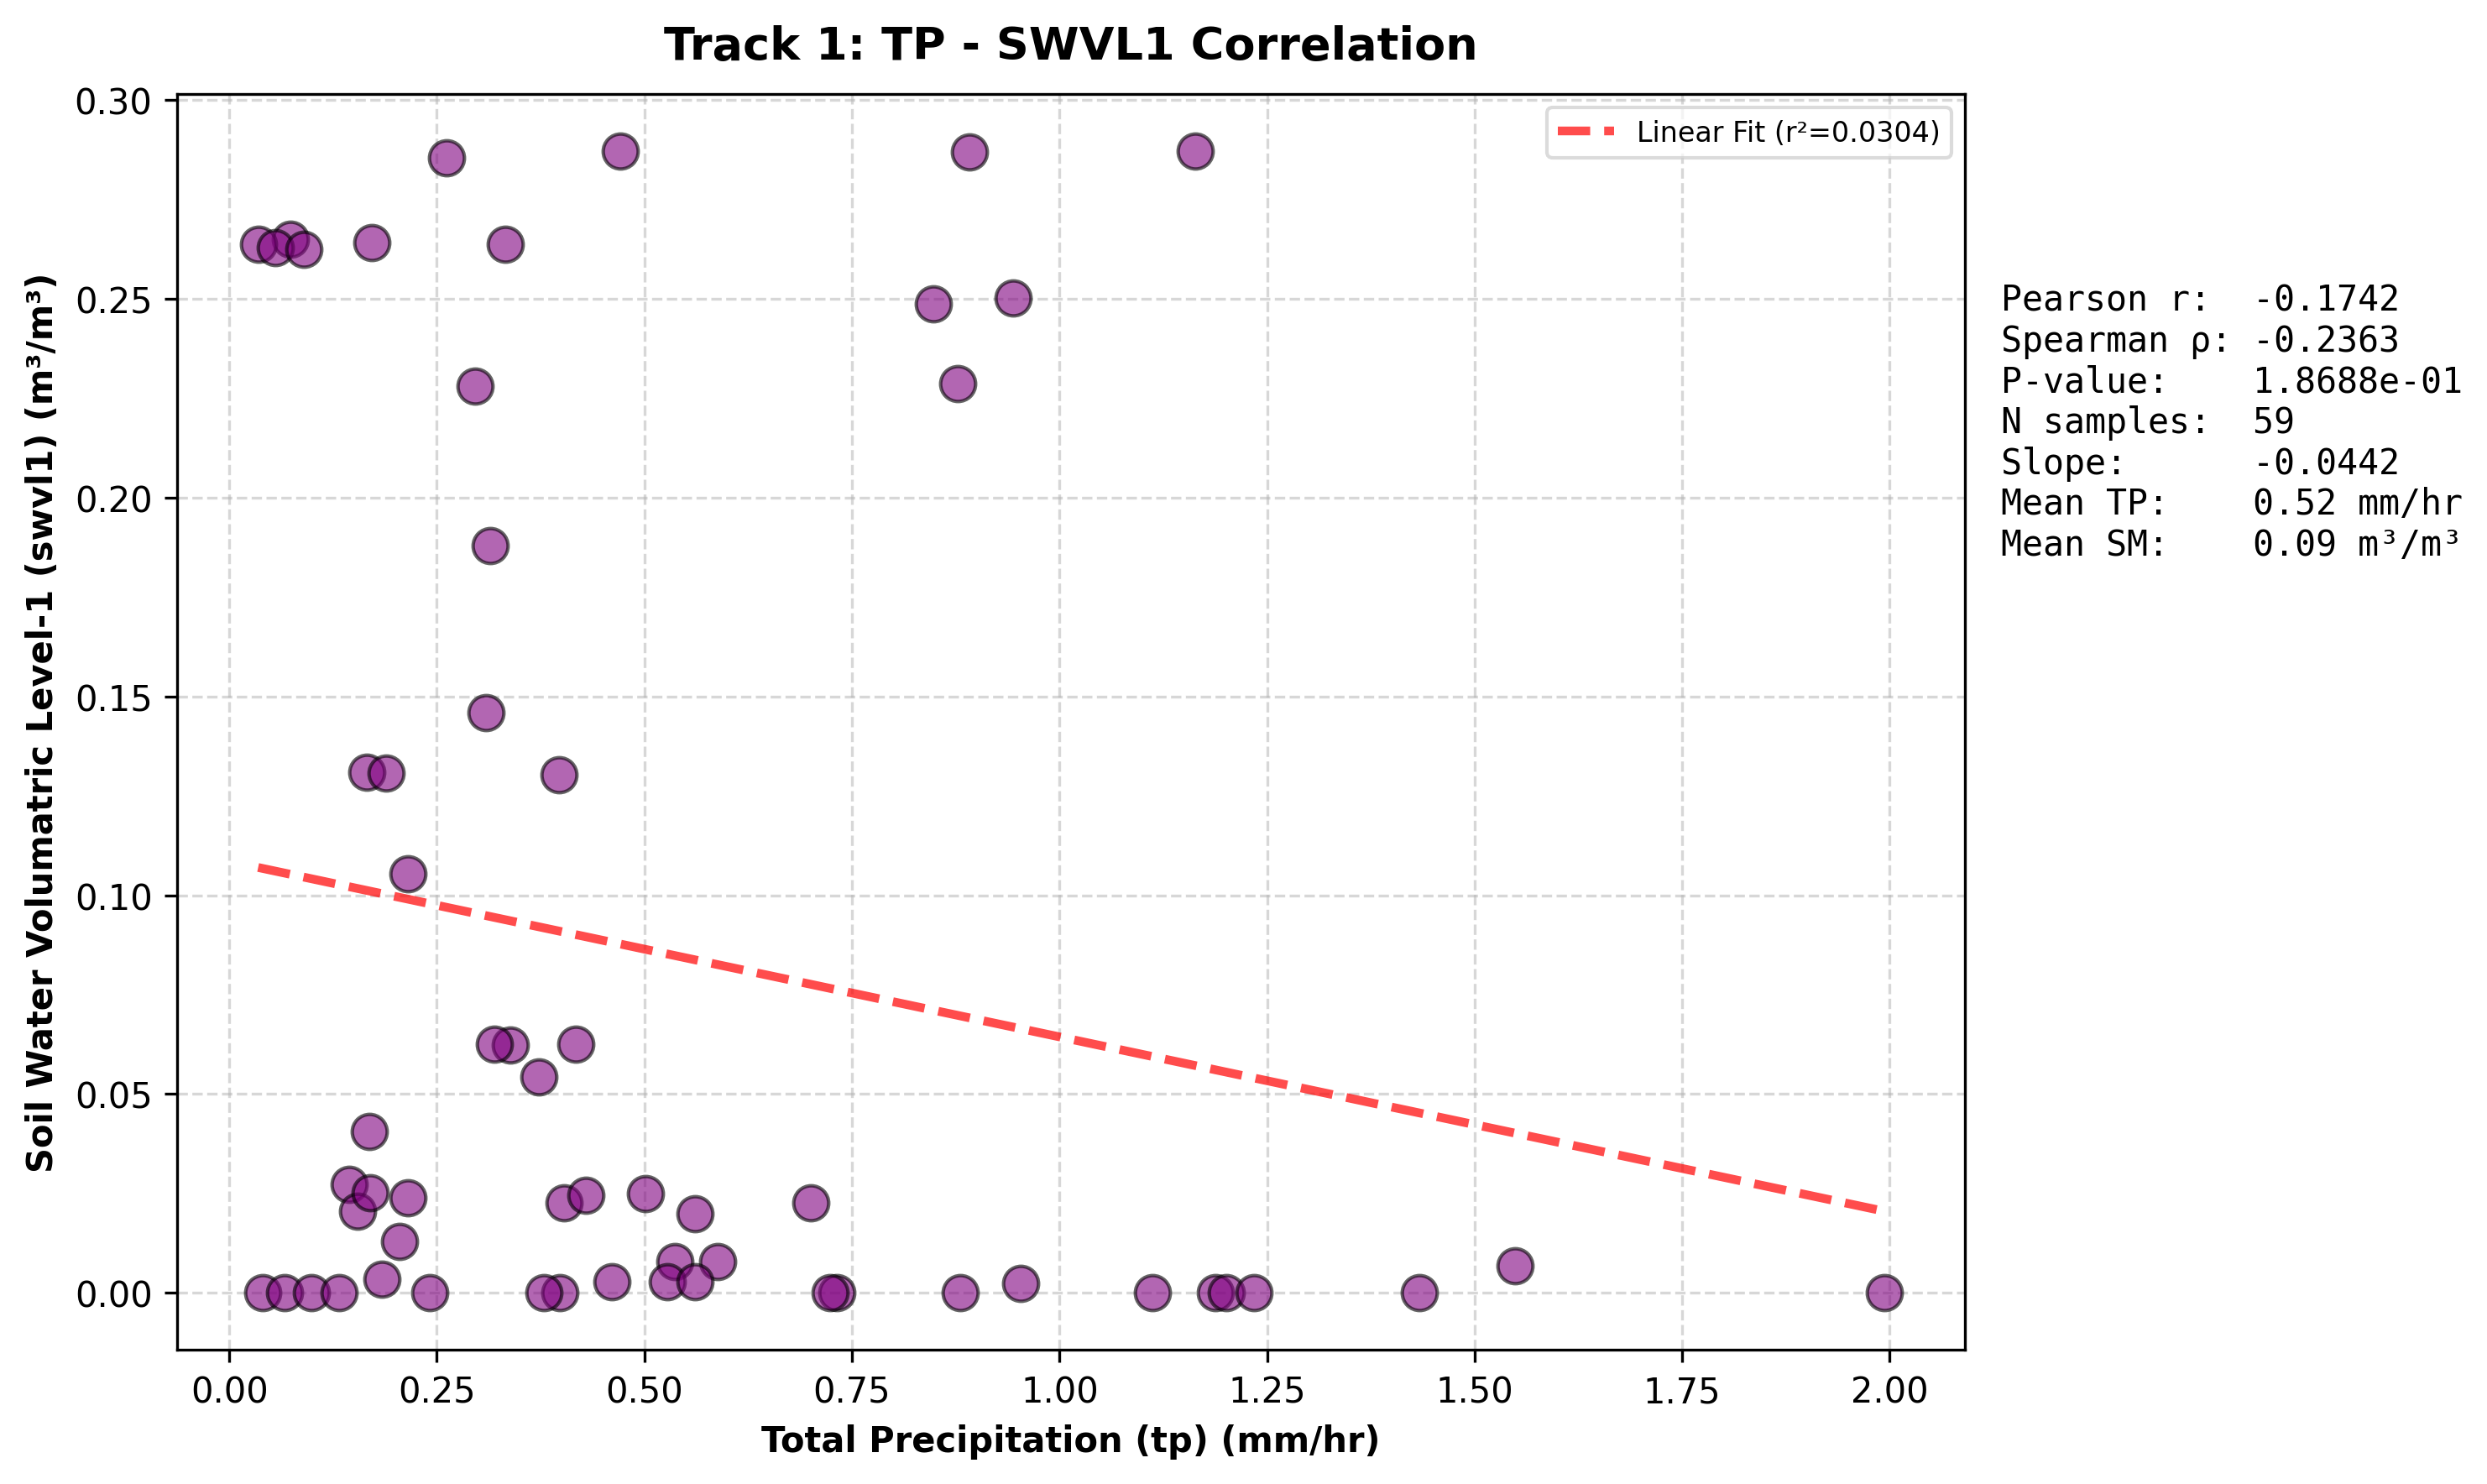 Track 1: TP - SWVL1 Correlation
0.30
0.25
0.20
0.15
0.10
0.05
0.00
Soil Water Volumatric Level-1 (swvl1) (m³/m³)
Linear Fit (r²=0.0304)
Pearson r: -0.1742
Spearman ρ: -0.2363
P-value: 1.8688e-01
N samples: 59
Slope: -0.0442
Mean TP: 0.52 mm/hr
Mean SM: 0.09 m³/m³
0.00 0.25 0.50 0.75 1.00 1.25 1.50 1.75 2.00
Total Precipitation (tp) (mm/hr)